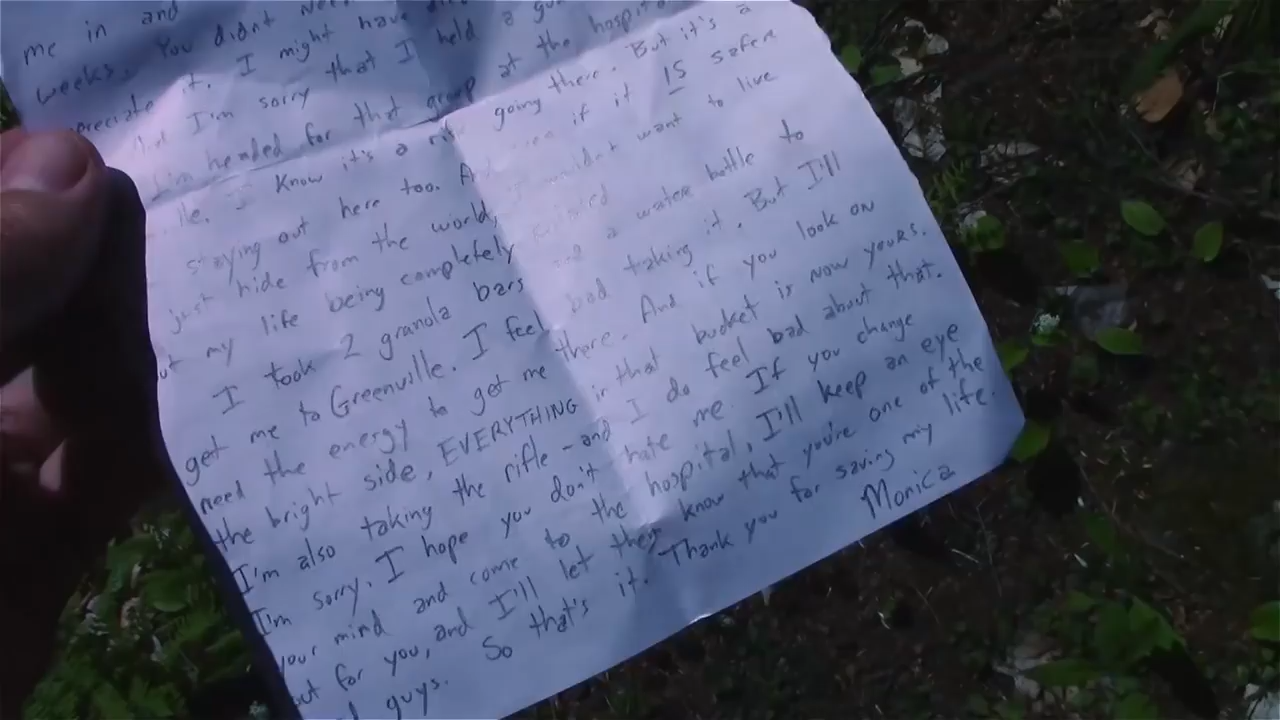 me in and
weeks. You didn't
it. I might have
I'm sorry that I held a
I'm headed for that group at the
I know it's a risk going there. But it's a
staying out here too. And even if it IS safer
just hide from the world, I wouldn't want to live
out my life being completely isolated
I took 2 granola bars and a water bottle to
get me to Greenville. I feel bad taking it. But I'll
need the energy to get me there. And if you look on
the bright side, EVERYTHING in that bucket is now yours.
I'm also taking the rifle - and I do feel bad about that.
I'm sorry. I hope you don't hate me. If you change
your mind and come to the hospital, I'll keep an eye
out for you, and I'll let them know that you're one of the
guys. So that's it. Thank you for saving my life.
Monica